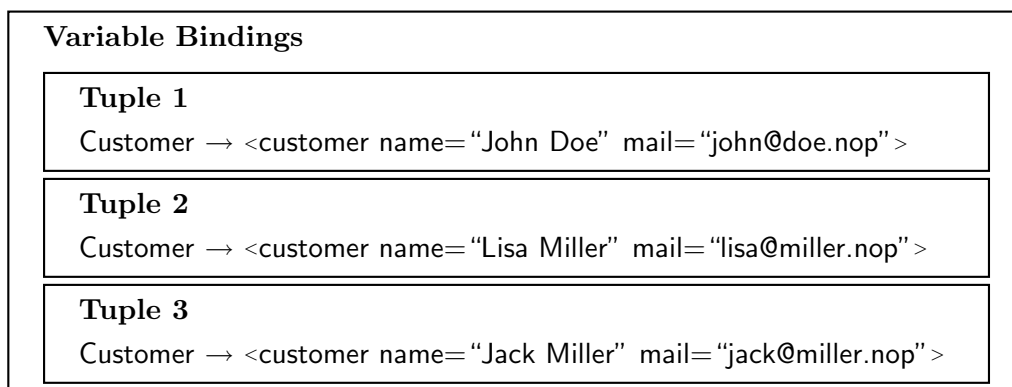 Variable Bindings
Tuple 1
Customer → <customer name=“John Doe” mail=“john@doe.nop”>
Tuple 2
Customer → <customer name=“Lisa Miller” mail=“lisa@miller.nop”>
Tuple 3
Customer → <customer name=“Jack Miller” mail=“jack@miller.nop”>